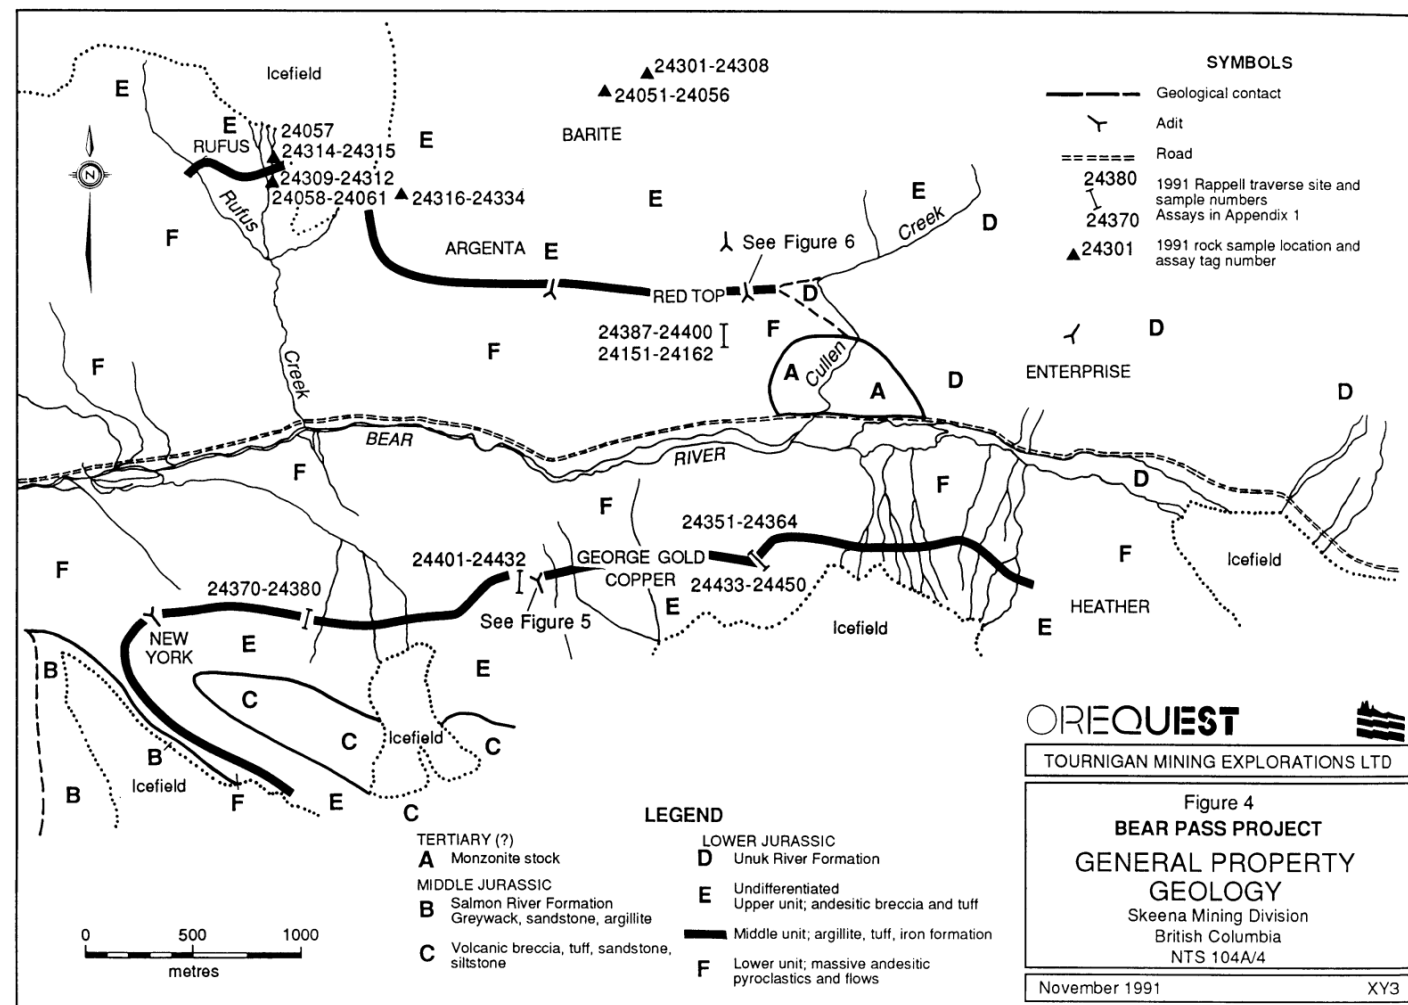 SYMBOLS
Geological contact
Adit
Road
24380
1991 Rappell traverse site and
sample numbers
24370
Assays in Appendix 1
24301
1991 rock sample location and
assay tag number
E
Icefield
24301-24308
24051-24056
BARITE
E
24057
E
RUFUS
24314-24315
24309-24312
24058-24061
24316-24334
N
Rufus
E
E
Creek
D
F
ARGENTA
E
See Figure 6
RED TOP
D
24387-24400
24151-24162
F
D
F
F
Creek
Cullen
A
A
D
ENTERPRISE
D
BEAR
RIVER
F
F
F
D
24351-24364
F
F
24401-24432
GEORGE GOLD
COPPER
24433-24450
Icefield
24370-24380
See Figure 5
E
Icefield
E
HEATHER
NEW
YORK
E
E
B
C
C
Icefield
C
B
Icefield
B
F
E
C
OREQUEST
TOURNIGAN MINING EXPLORATIONS LTD
Figure 4
BEAR PASS PROJECT
GENERAL PROPERTY
GEOLOGY
Skeena Mining Division
British Columbia
NTS 104A/4
November 1991
XY3
LEGEND
TERTIARY (?)
A Monzonite stock
MIDDLE JURASSIC
B Salmon River Formation
Greywack, sandstone, argillite
C Volcanic breccia, tuff, sandstone,
siltstone
LOWER JURASSIC
D Unuk River Formation
E Undifferentiated
Upper unit; andesitic breccia and tuff
Middle unit; argillite, tuff, iron formation
F Lower unit; massive andesitic
pyroclastics and flows
0 500 1000
metres